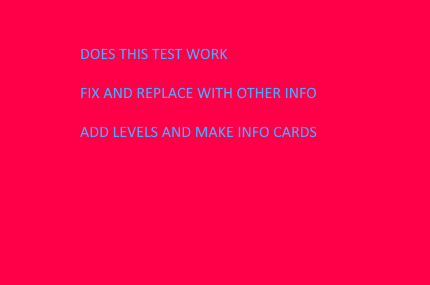 DOES THIS TEST WORK
FIX AND REPLACE WITH OTHER INFO
ADD LEVELS AND MAKE INFO CARDS